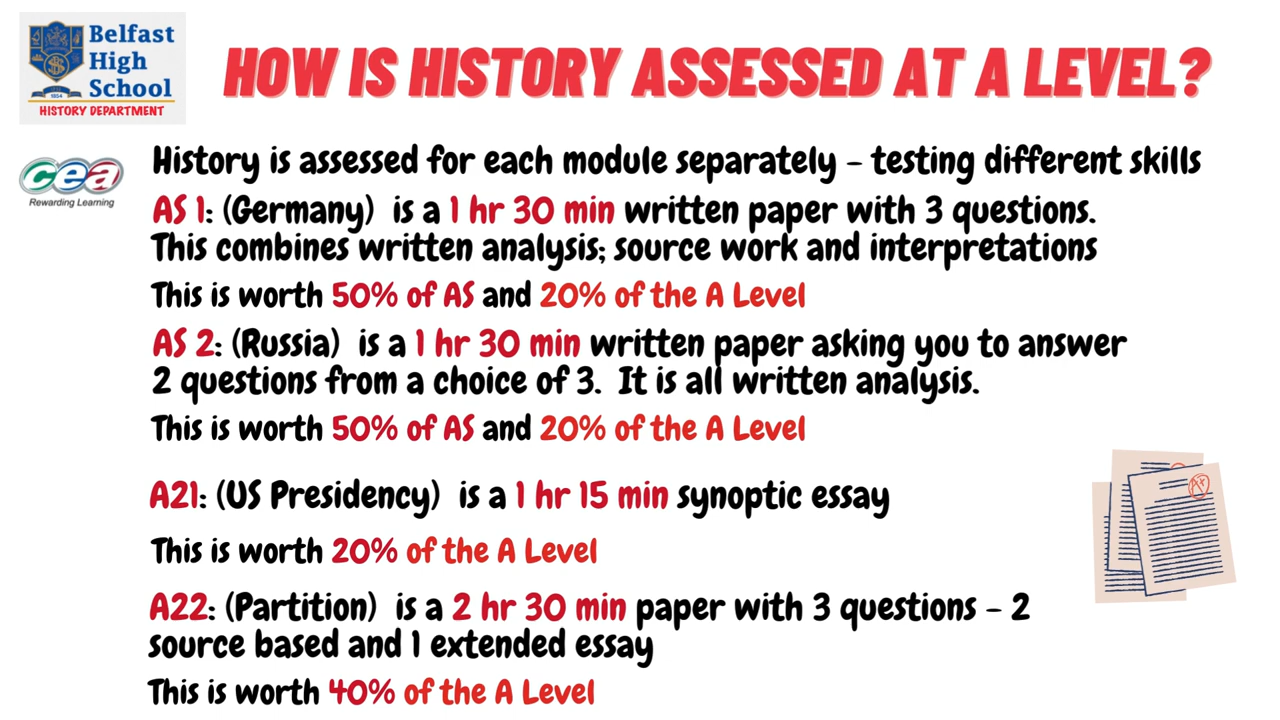 Belfast
High
School
1854
HISTORY DEPARTMENT
HOW IS HISTORY ASSESSED AT A LEVEL?
cea
Rewarding Learning
History is assessed for each module separately - testing different skills
AS 1: (Germany) is a 1 hr 30 min written paper with 3 questions.
This combines written analysis; source work and interpretations
This is worth 50% of AS and 20% of the A Level
AS 2: (Russia) is a 1 hr 30 min written paper asking you to answer
2 questions from a choice of 3. It is all written analysis.
This is worth 50% of AS and 20% of the A Level
A21: (US Presidency) is a 1 hr 15 min synoptic essay
This is worth 20% of the A Level
A22: (Partition) is a 2 hr 30 min paper with 3 questions - 2
source based and 1 extended essay
This is worth 40% of the A Level
A+